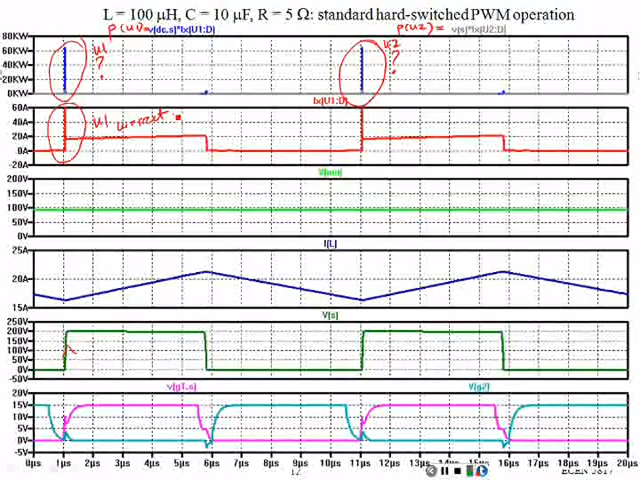 L = 100 µH, C = 10 µF, R = 5 Ω: standard hard-switched PWM operation
p(u1)= v(dc,s)*Ix(U1:D) p(u2)= v(s)*Ix(U2:D)
80KW
60KW
40KW
20KW
0KW
u1
?
u2
?
Ix(U1:D)
60A
40A
20A
0A
-20A
u1 current
200V
150V
100V
50V
0V
I(L)
25A
20A
15A
V(s)
250V
200V
150V
100V
50V
0V
-50V
v(g1,s) V(g2)
20V
15V
10V
5V
0V
-5V
0µs 1µs 2µs 3µs 4µs 5µs 6µs 7µs 8µs 9µs 10µs 11µs 12µs 13µs 14µs 15µs 16µs 17µs 18µs 19µs 20µs
12 ECEN 5817